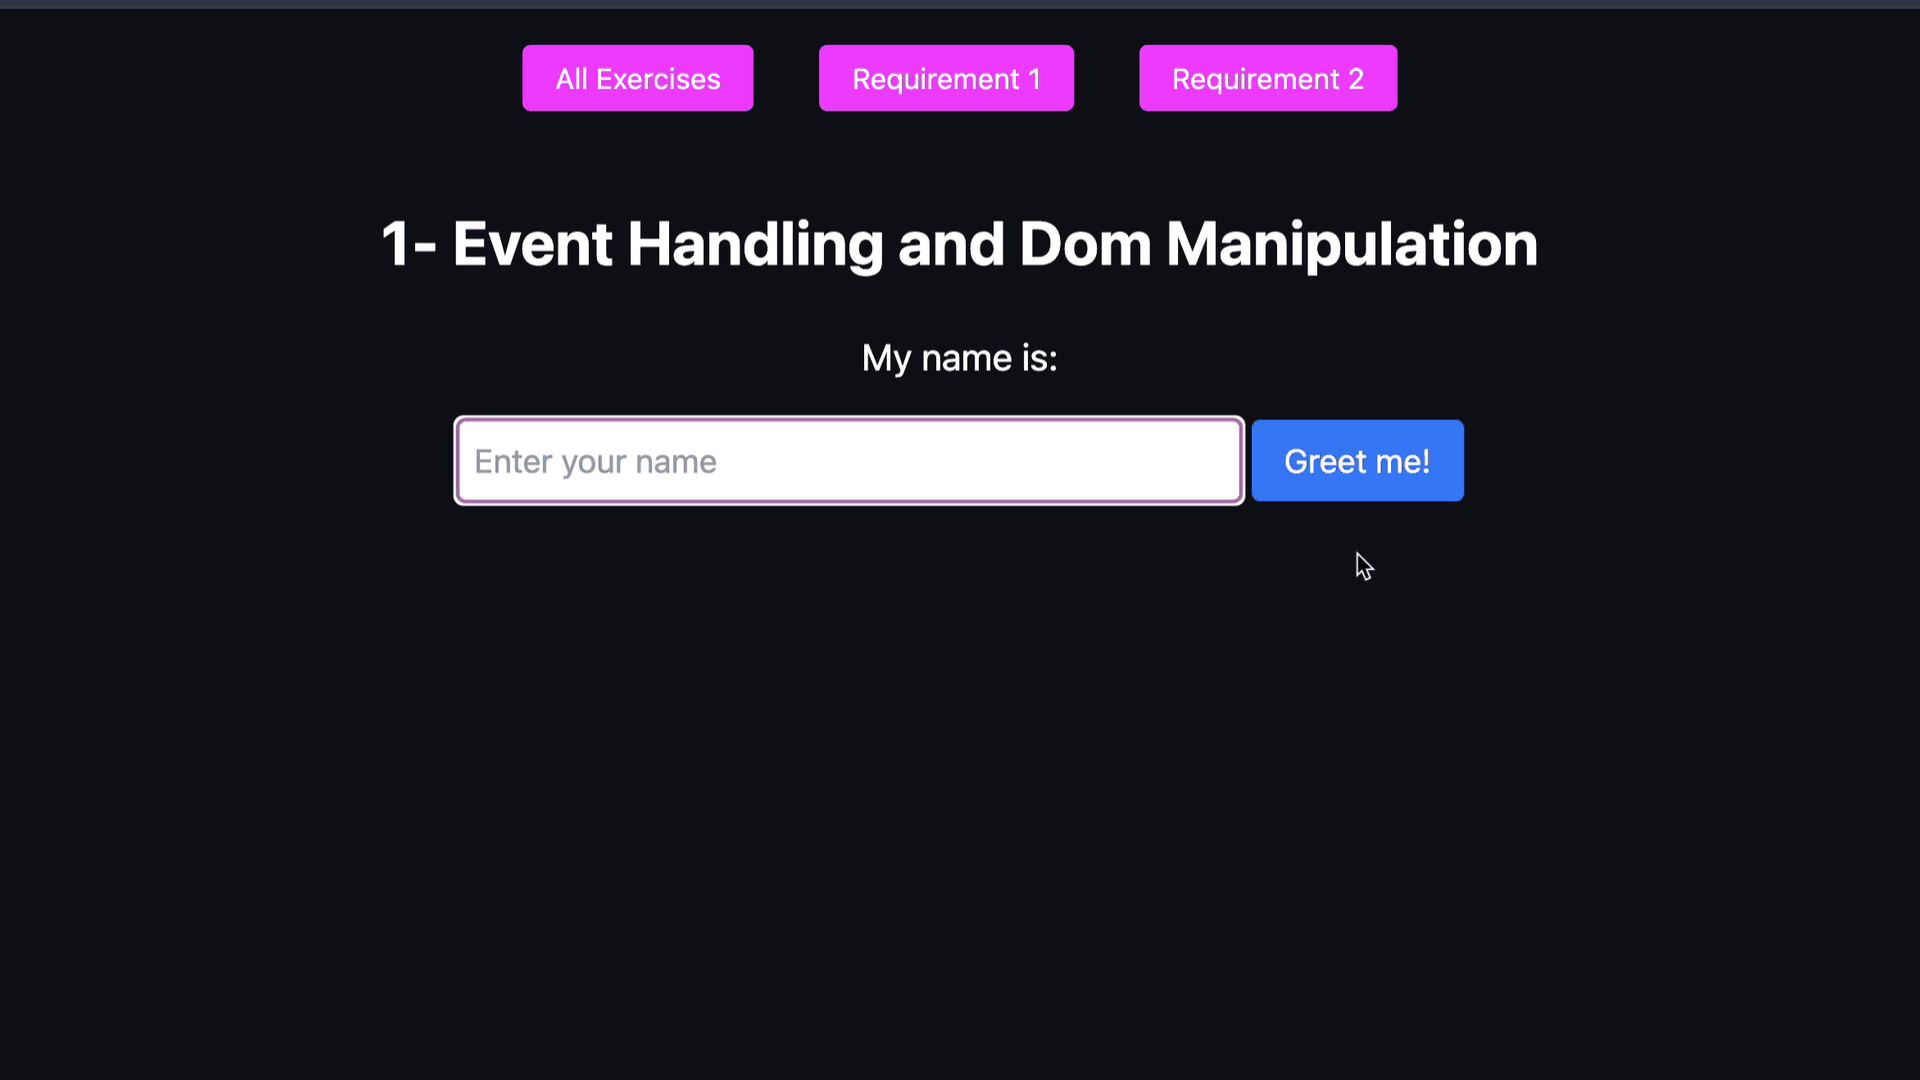 All Exercises Requirement 1 Requirement 2
1- Event Handling and Dom Manipulation
My name is:
Enter your name Greet me!